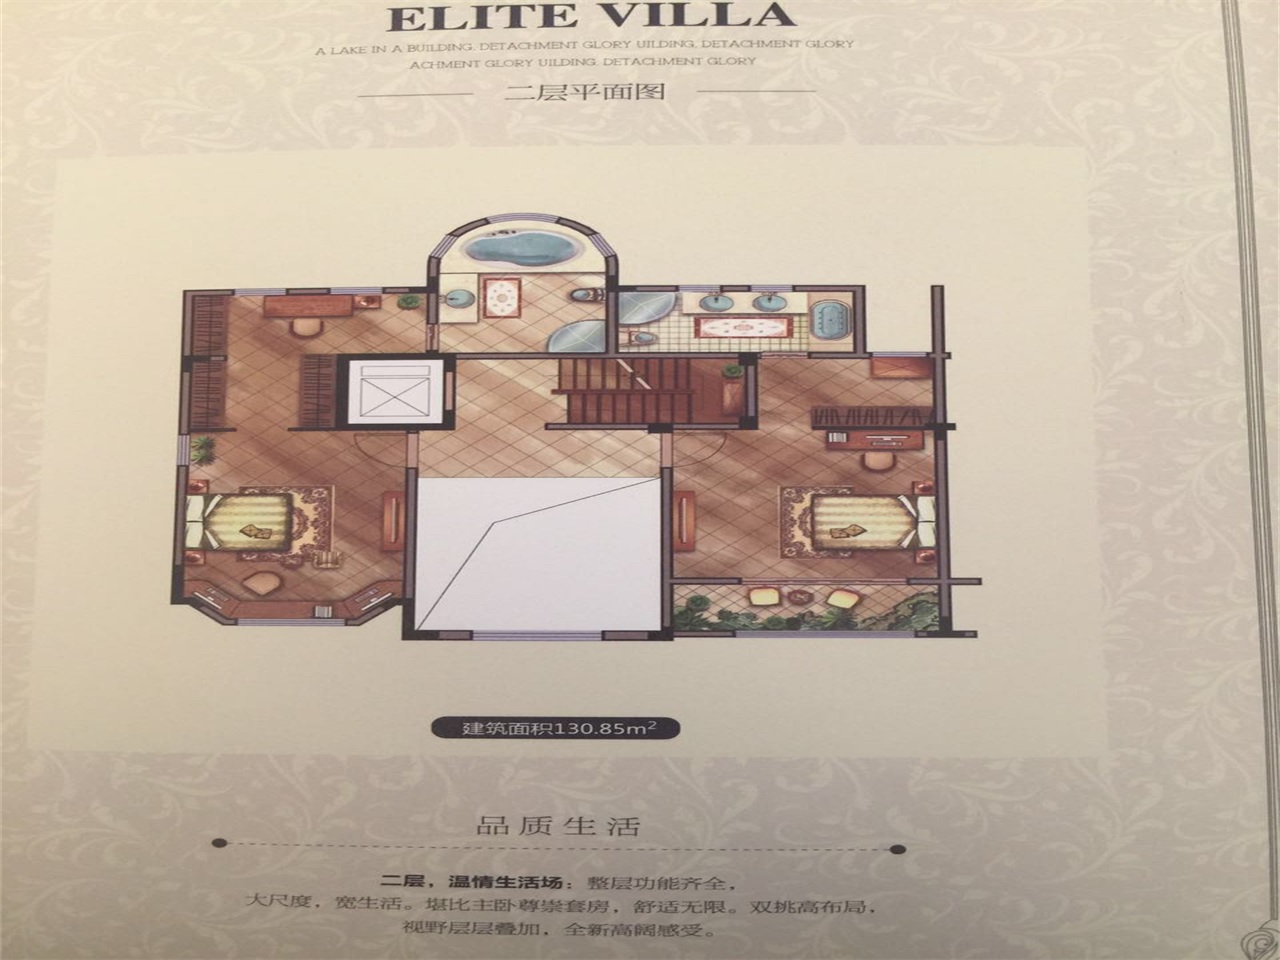 ELITE VILLA
A LAKE IN A BUILDING. DETACHMENT GLORY UILDING. DETACHMENT GLORY
ACHMENT GLORY UILDING. DETACHMENT GLORY
二层平面图
建筑面积130.85m²
品质生活
二层，温情生活场：整层功能齐全，
大尺度，宽生活。堪比主卧尊崇套房，舒适无限。双挑高布局，
视野层层叠加，全新高阔感受。